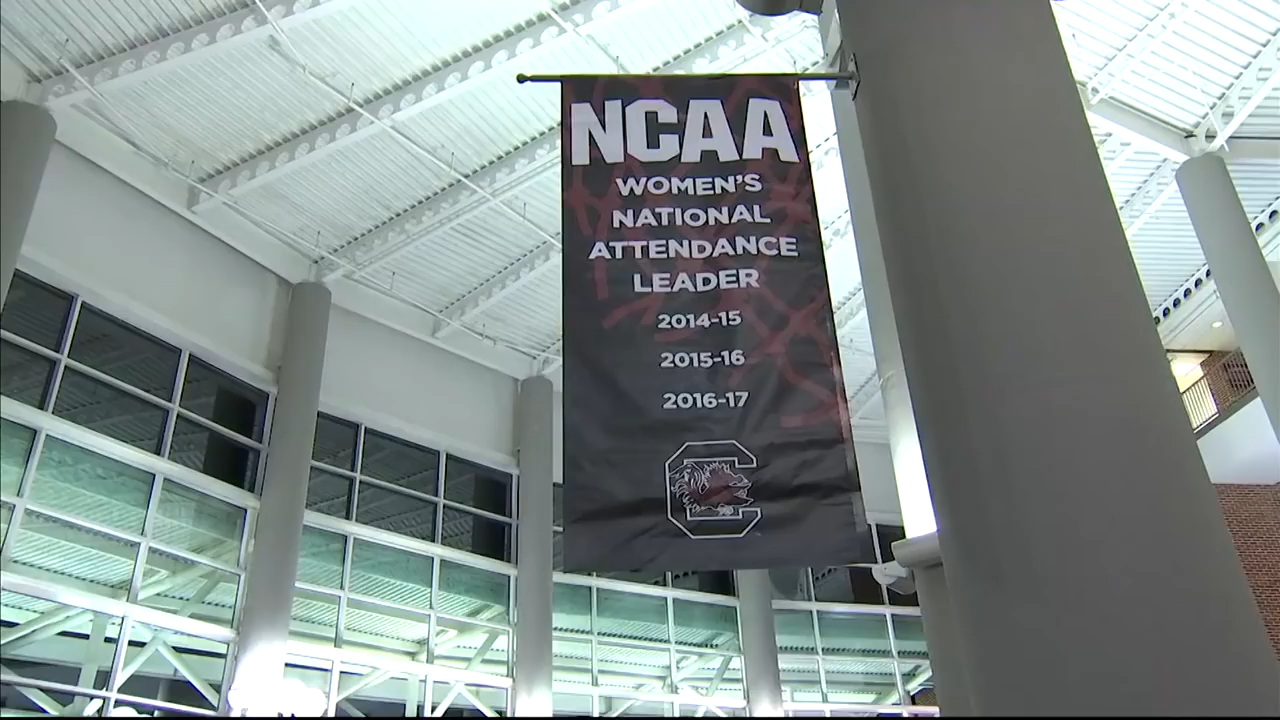 NCAA
WOMEN'S
NATIONAL
ATTENDANCE
LEADER
2014-15
2015-16
2016-17